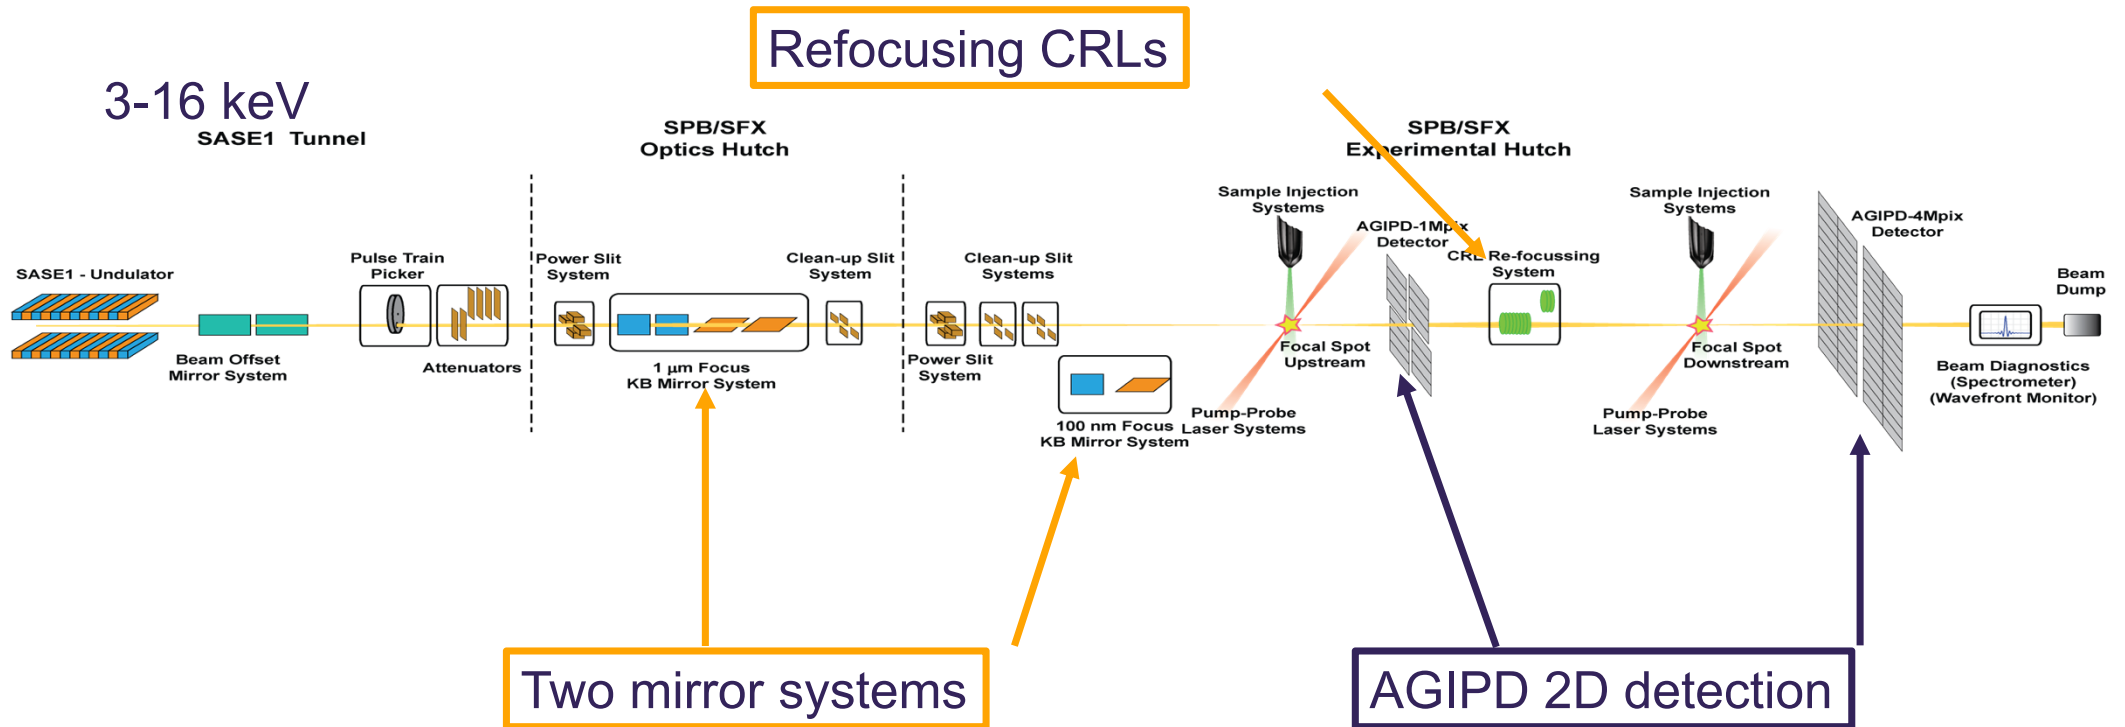 Refocusing CRLs
3-16 keV
SASE1 Tunnel
SPB/SFX
Optics Hutch
SPB/SFX
Experimental Hutch
SASE1 - Undulator
Beam Offset
Mirror System
Pulse Train
Picker
Attenuators
Power Slit
System
1 µm Focus
KB Mirror System
Clean-up Slit
System
Power Slit
System
Clean-up Slit
Systems
100 nm Focus
KB Mirror System
Sample Injection
Systems
Focal Spot
Upstream
Pump-Probe
Laser Systems
AGIPD-1Mpix
Detector
CRL Re-focussing
System
Sample Injection
Systems
Focal Spot
Downstream
Pump-Probe
Laser Systems
AGIPD-4Mpix
Detector
Beam Diagnostics
(Spectrometer)
(Wavefront Monitor)
Beam
Dump
Two mirror systems
AGIPD 2D detection